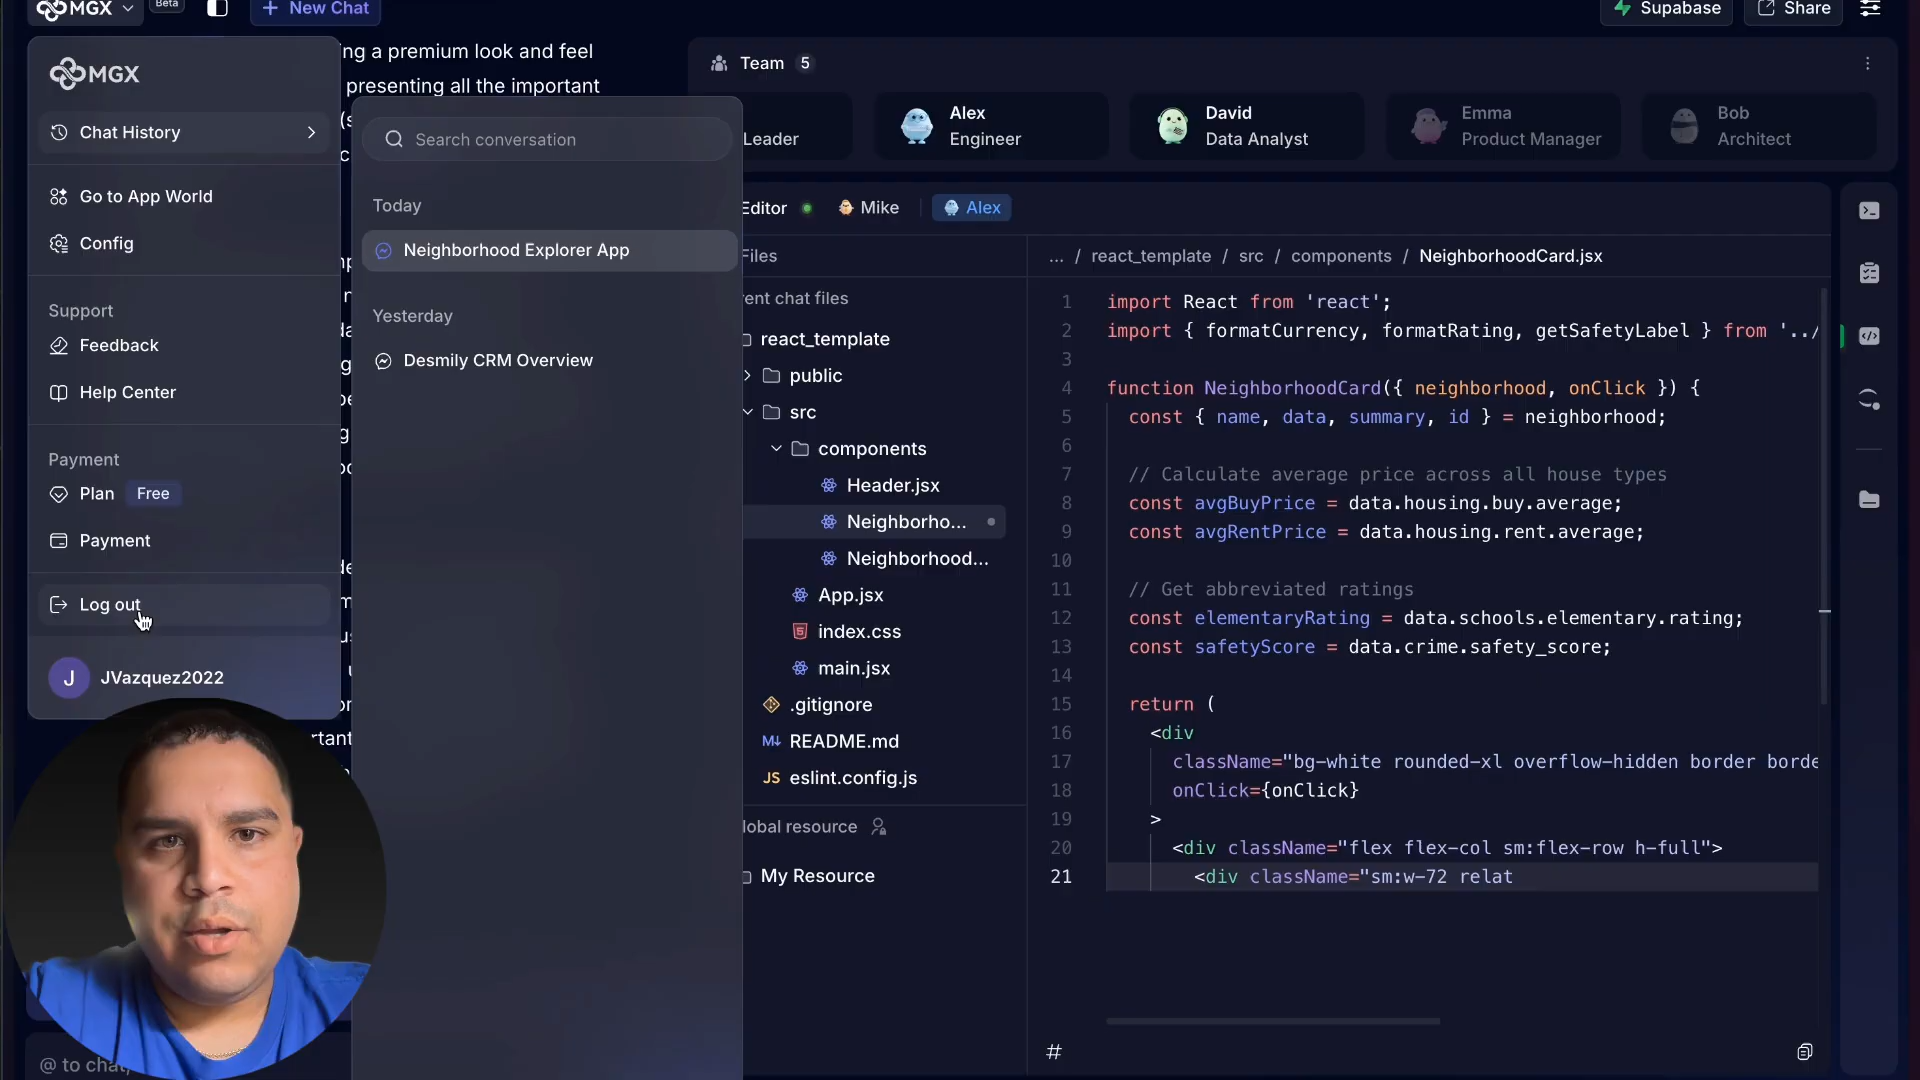 MGX
Beta
New Chat
Supabase
Share
MGX
Chat History
Go to App World
Config
Support
Feedback
Help Center
Payment
Plan Free
Payment
Log out
J JVazquez2022
ing a premium look and feel
presenting all the important
rtant
@ to chat,
Search conversation
Today
Neighborhood Explorer App
Yesterday
Desmily CRM Overview
Team 5
Leader
Alex
Engineer
David
Data Analyst
Emma
Product Manager
Bob
Architect
Editor Mike Alex
Files
rent chat files
react_template
public
src
components
Header.jsx
Neighborho...
Neighborhood...
App.jsx
index.css
main.jsx
.gitignore
README.md
JS eslint.config.js
lobal resource
My Resource
... / react_template / src / components / NeighborhoodCard.jsx
1 import React from 'react';
2 import { formatCurrency, formatRating, getSafetyLabel } from '../
3
4 function NeighborhoodCard({ neighborhood, onClick }) {
5 const { name, data, summary, id } = neighborhood;
6
7 // Calculate average price across all house types
8 const avgBuyPrice = data.housing.buy.average;
9 const avgRentPrice = data.housing.rent.average;
10
11 // Get abbreviated ratings
12 const elementaryRating = data.schools.elementary.rating;
13 const safetyScore = data.crime.safety_score;
14
15 return (
16 <div
17 className="bg-white rounded-xl overflow-hidden border borde
18 onClick={onClick}
19 >
20 <div className="flex flex-col sm:flex-row h-full">
21 <div className="sm:w-72 relat
#